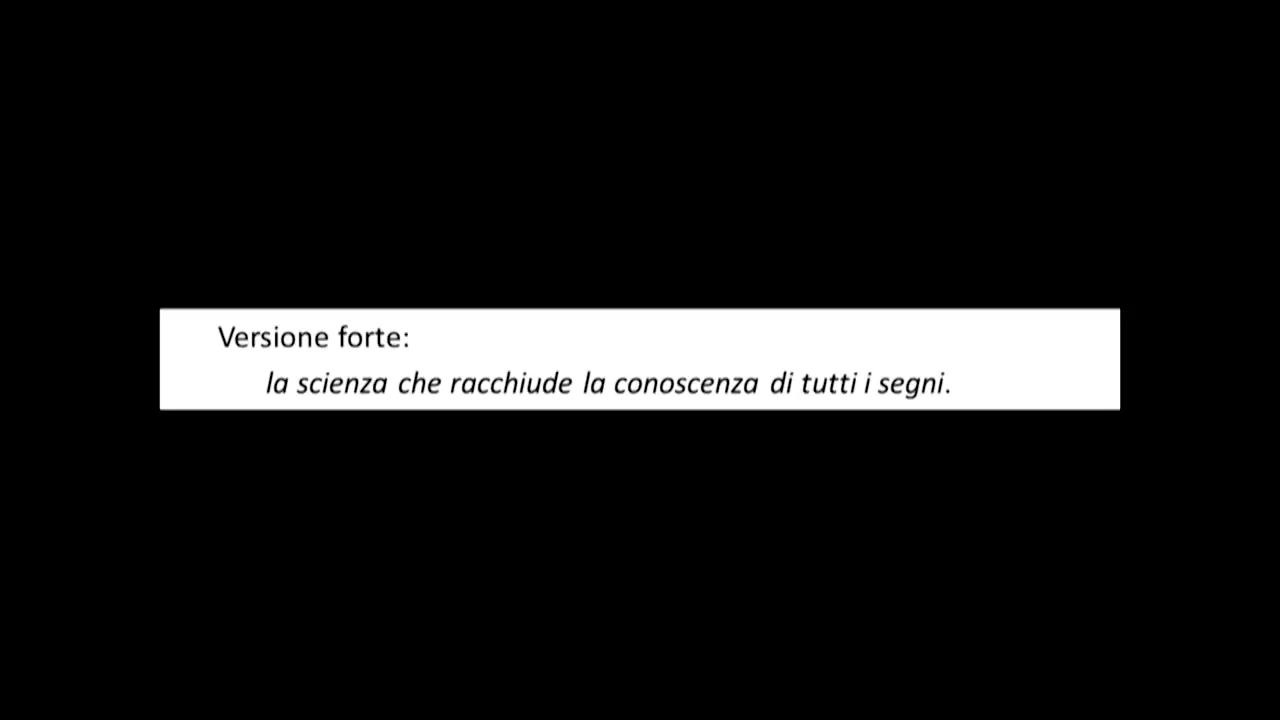 Versione forte:
la scienza che racchiude la conoscenza di tutti i segni.